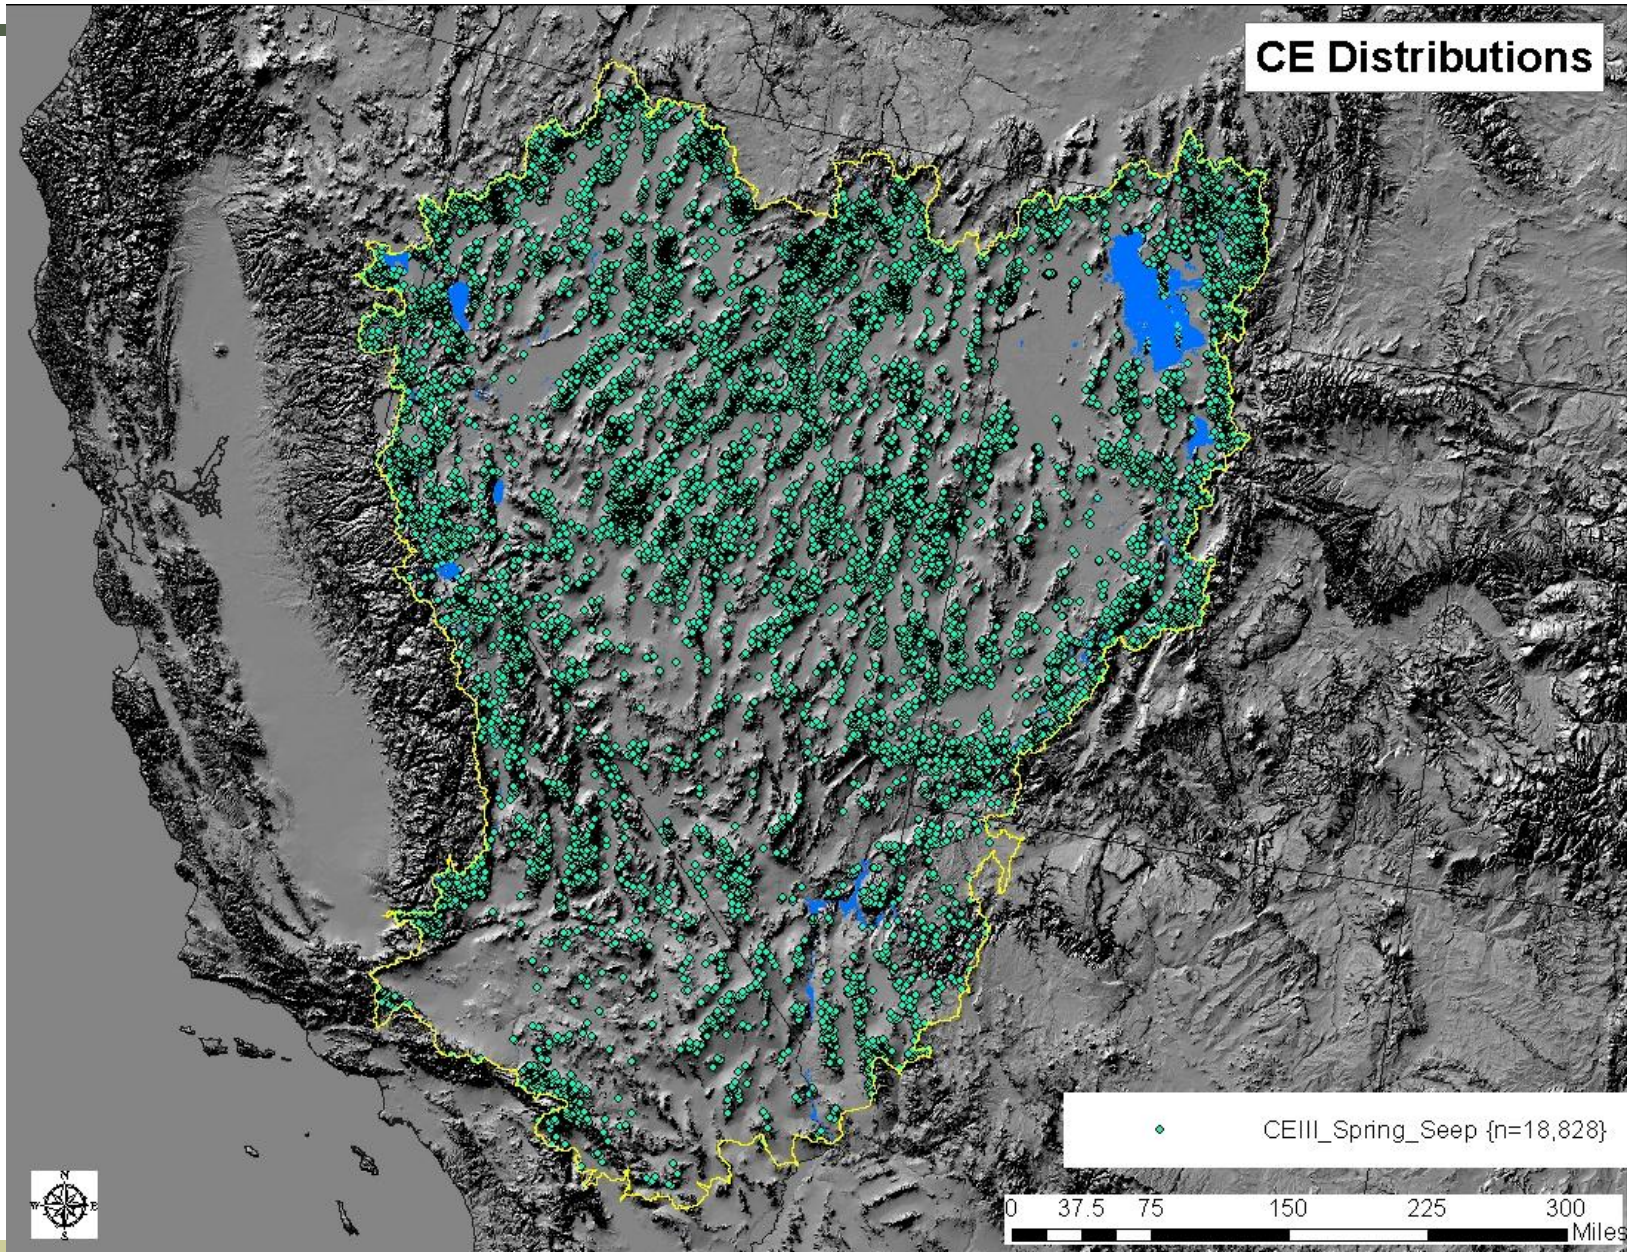 CE Distributions
CEIII_Spring_Seep {n=18,828}
N
W E
S
0 37.5 75 150 225 300
Miles